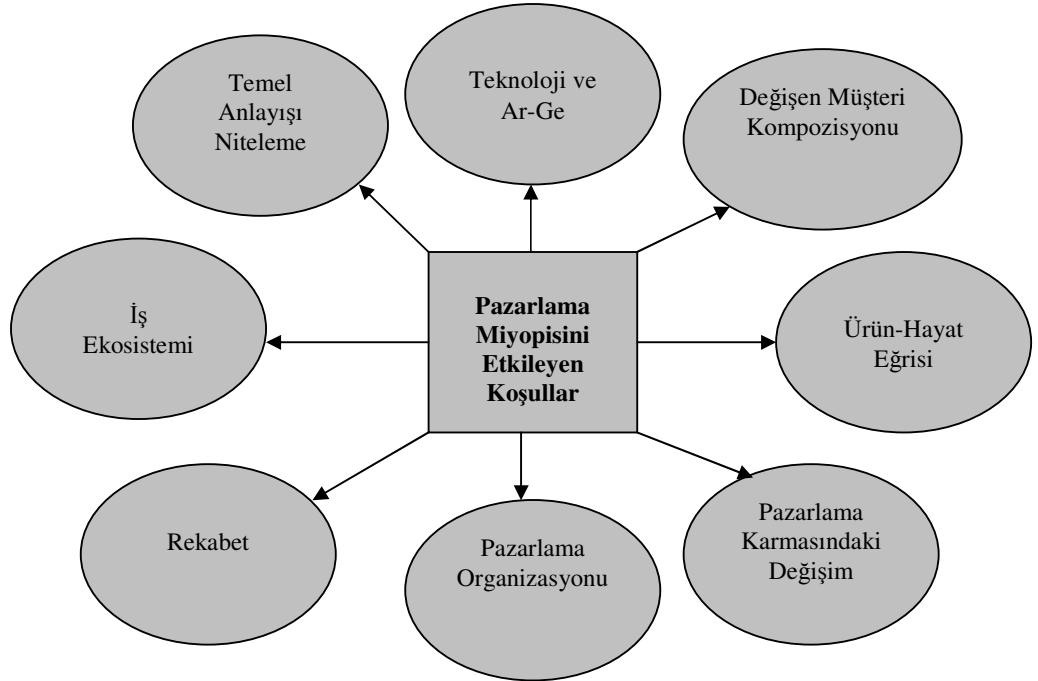 Temel
Anlayışı
Niteleme
Teknoloji ve
Ar-Ge
Değişen Müşteri
Kompozisyonu
İş
Ekosistemi
Pazarlama
Miyopisini
Etkileyen
Koşullar
Ürün-Hayat
Eğrisi
Rekabet
Pazarlama
Organizasyonu
Pazarlama
Karmasındaki
Değişim